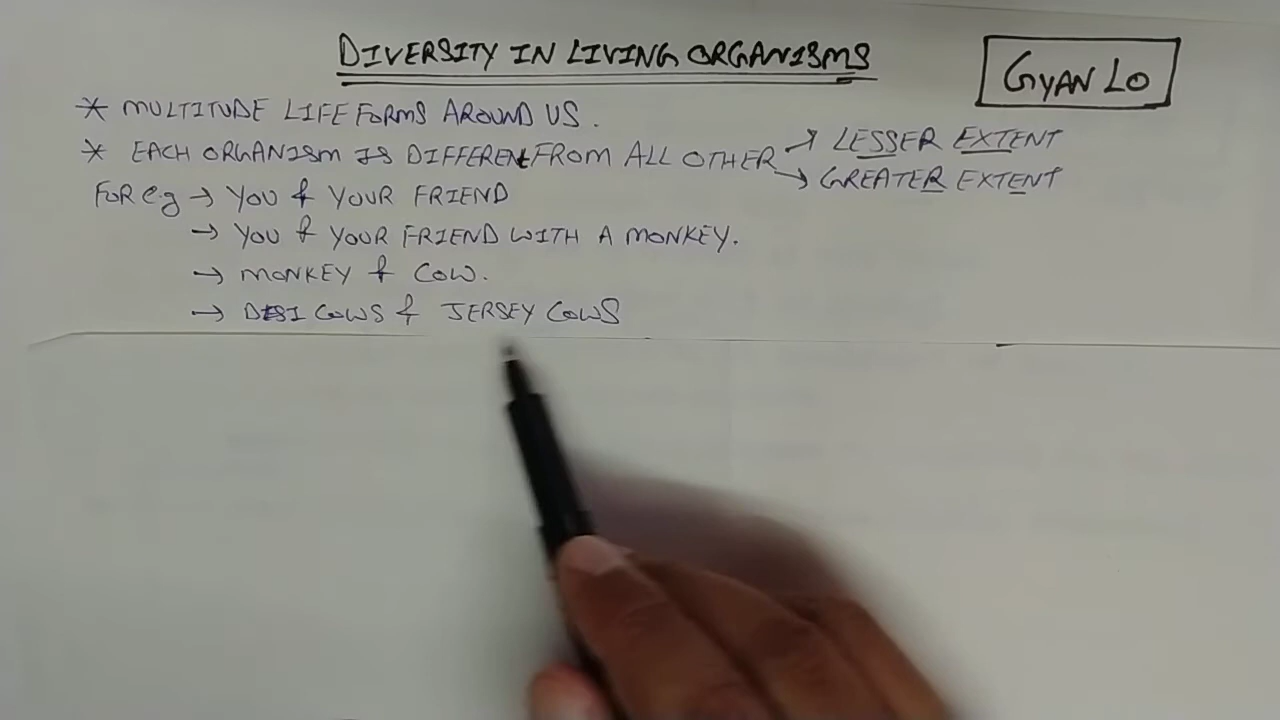 DIVERSITY IN LIVING ORGANISMS
GYAN LO
* MULTITUDE LIFE FORMS AROUND US.
* EACH ORGANISM IS DIFFERENT FROM ALL OTHER → LESSER EXTENT
→ GREATER EXTENT
FOR e.g → YOU & YOUR FRIEND
→ YOU & YOUR FRIEND WITH A MONKEY.
→ MONKEY & COW.
→ DESI COWS & JERSEY COWS